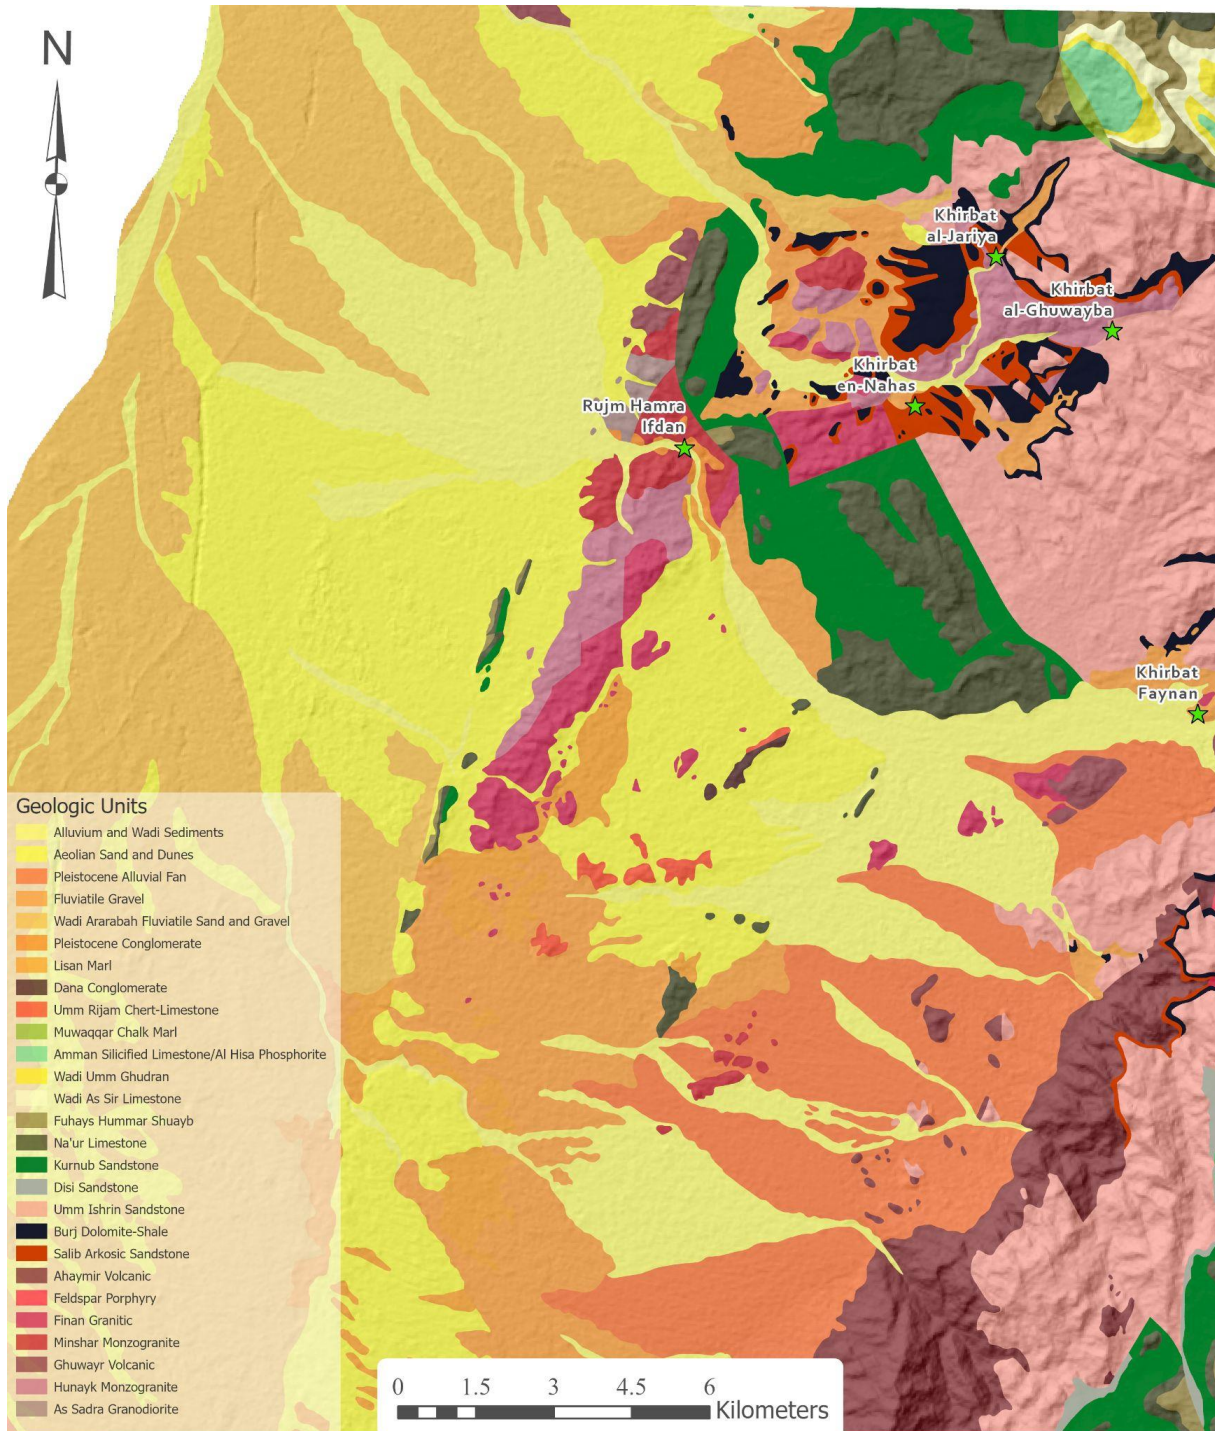 N
Khirbat
al-Jariya
Khirbat
al-Ghuwayba
Khirbat
en-Nahas
Rujm Hamra
Ifdan
Khirbat
Faynan
Geologic Units
Alluvium and Wadi Sediments
Aeolian Sand and Dunes
Pleistocene Alluvial Fan
Fluviatile Gravel
Wadi Ararabah Fluviatile Sand and Gravel
Pleistocene Conglomerate
Lisan Marl
Dana Conglomerate
Umm Rijam Chert-Limestone
Muwaqqar Chalk Marl
Amman Silicified Limestone/Al Hisa Phosphorite
Wadi Umm Ghudran
Wadi As Sir Limestone
Fuhays Hummar Shuayb
Na'ur Limestone
Kurnub Sandstone
Disi Sandstone
Umm Ishrin Sandstone
Burj Dolomite-Shale
Salib Arkosic Sandstone
Ahaymir Volcanic
Feldspar Porphyry
Finan Granitic
Minshar Monzogranite
Ghuwayr Volcanic
Hunayk Monzogranite
As Sadra Granodiorite
0 1.5 3 4.5 6
Kilometers